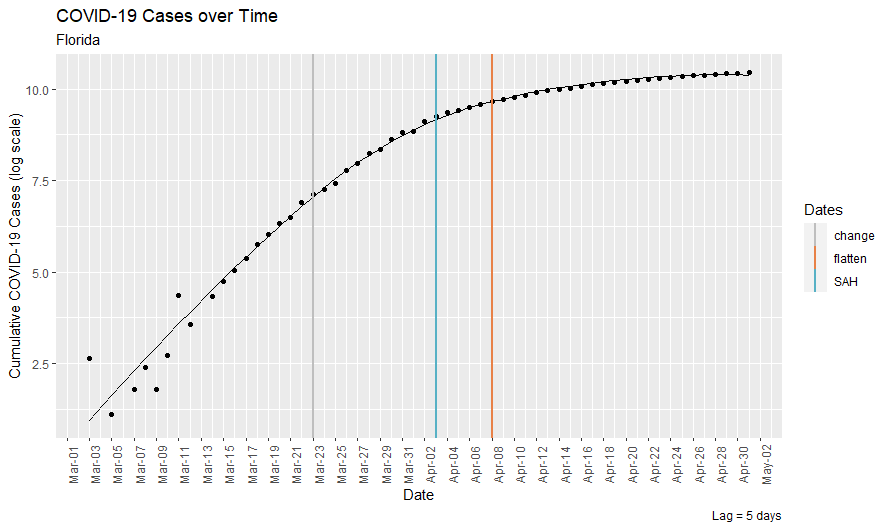 COVID-19 Cases over Time
Florida
Cumulative COVID-19 Cases (log scale)
10.0
7.5
5.0
2.5
Mar-01
Mar-03
Mar-05
Mar-07
Mar-09
Mar-11
Mar-13
Mar-15
Mar-17
Mar-19
Mar-21
Mar-23
Mar-25
Mar-27
Mar-29
Mar-31
Apr-02
Apr-04
Apr-06
Apr-08
Apr-10
Apr-12
Apr-14
Apr-16
Apr-18
Apr-20
Apr-22
Apr-24
Apr-26
Apr-28
Apr-30
May-02
Date
Dates
change
flatten
SAH
Lag = 5 days